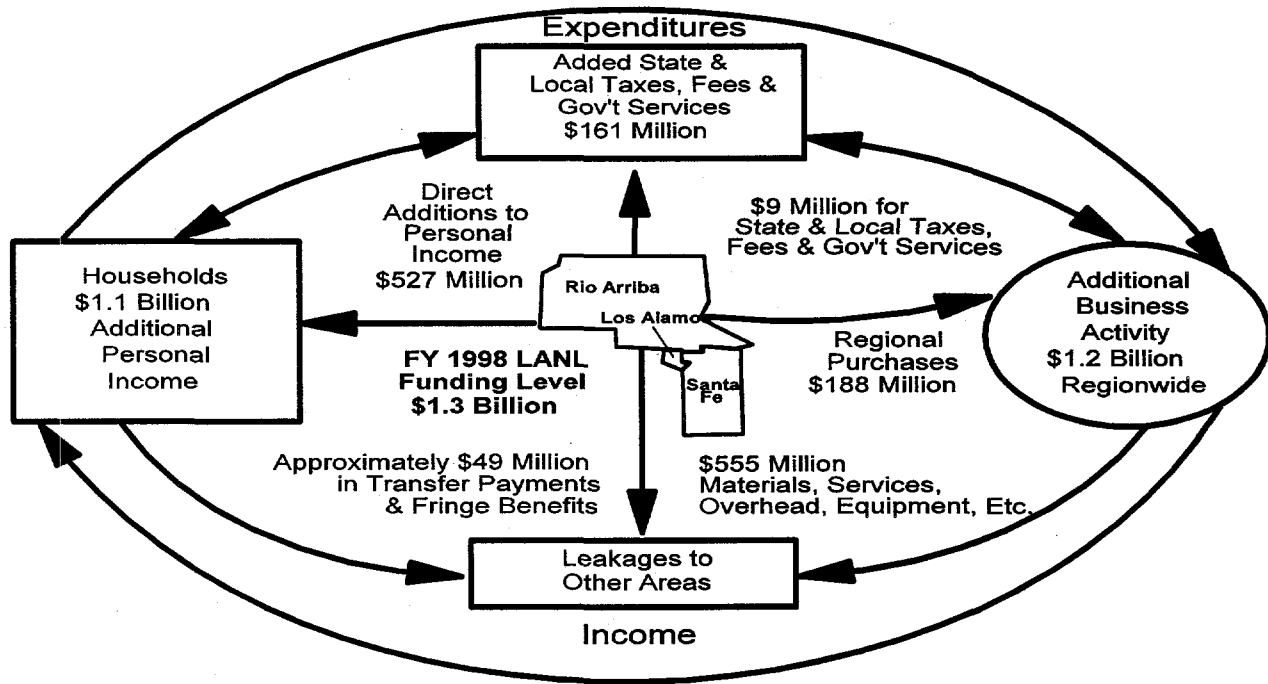 Expenditures
Added State &
Local Taxes, Fees &
Gov't Services
$161 Million
Direct
Additions to
Personal
Income
$527 Million
$9 Million for
State & Local Taxes,
Fees & Gov't Services
Households
$1.1 Billion
Additional
Personal
Income
Rio Arriba
Los Alamo
Santa
Fe
FY 1998 LANL
Funding Level
$1.3 Billion
Regional
Purchases
$188 Million
Additional
Business
Activity
$1.2 Billion
Regionwide
Approximately $49 Million
in Transfer Payments
& Fringe Benefits
$555 Million
Materials, Services,
Overhead, Equipment, Etc.
Leakages to
Other Areas
Income